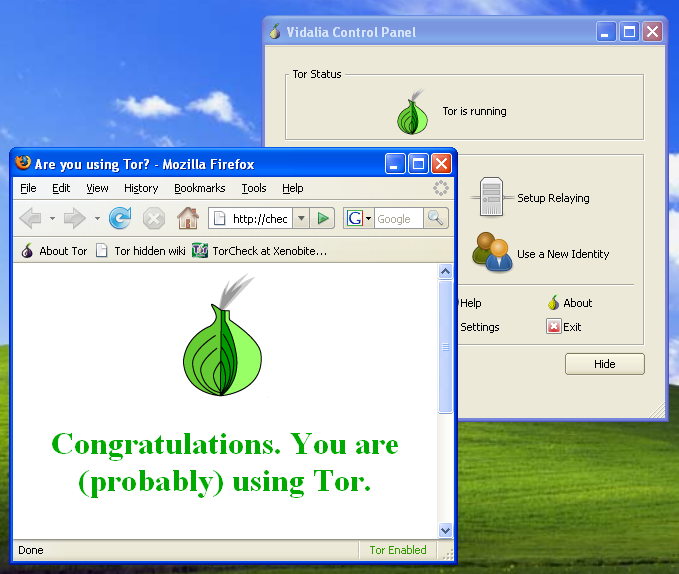 Vidalia Control Panel
Tor Status
Tor is running
Setup Relaying
Use a New Identity
Help
About
Settings
Exit
Hide
Are you using Tor? - Mozilla Firefox
File Edit View History Bookmarks Tools Help
http://chec
G Google
About Tor Tor hidden wiki TorCheck at Xenobite...
Congratulations. You are
(probably) using Tor.
Done
Tor Enabled